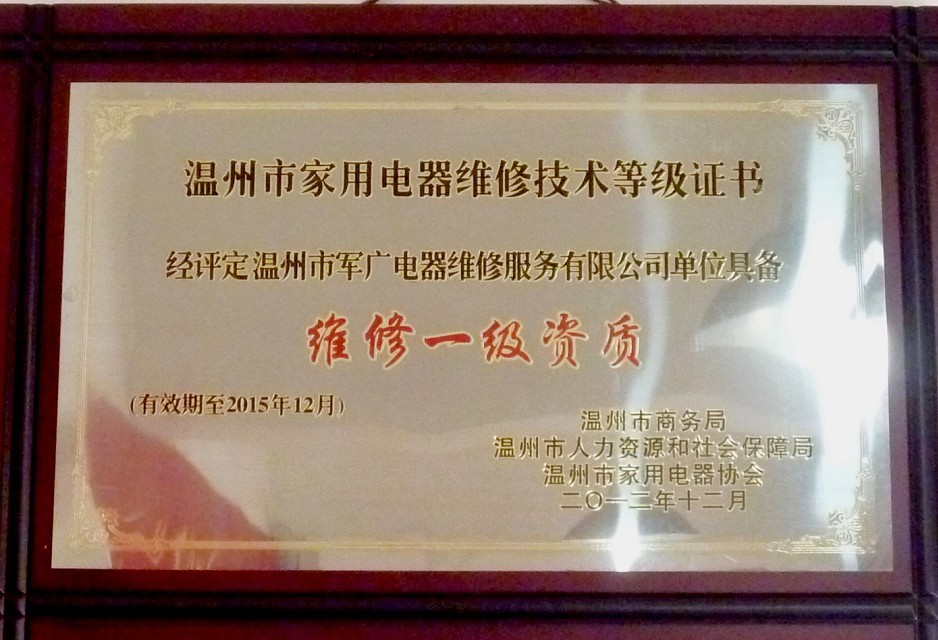 温州市家用电器维修技术等级证书
经评定温州市军广电器维修服务有限公司单位具备
维修一级资质
(有效期至2015年12月)
温州市商务局
温州市人力资源和社会保障局
温州市家用电器协会
二〇一二年十二月